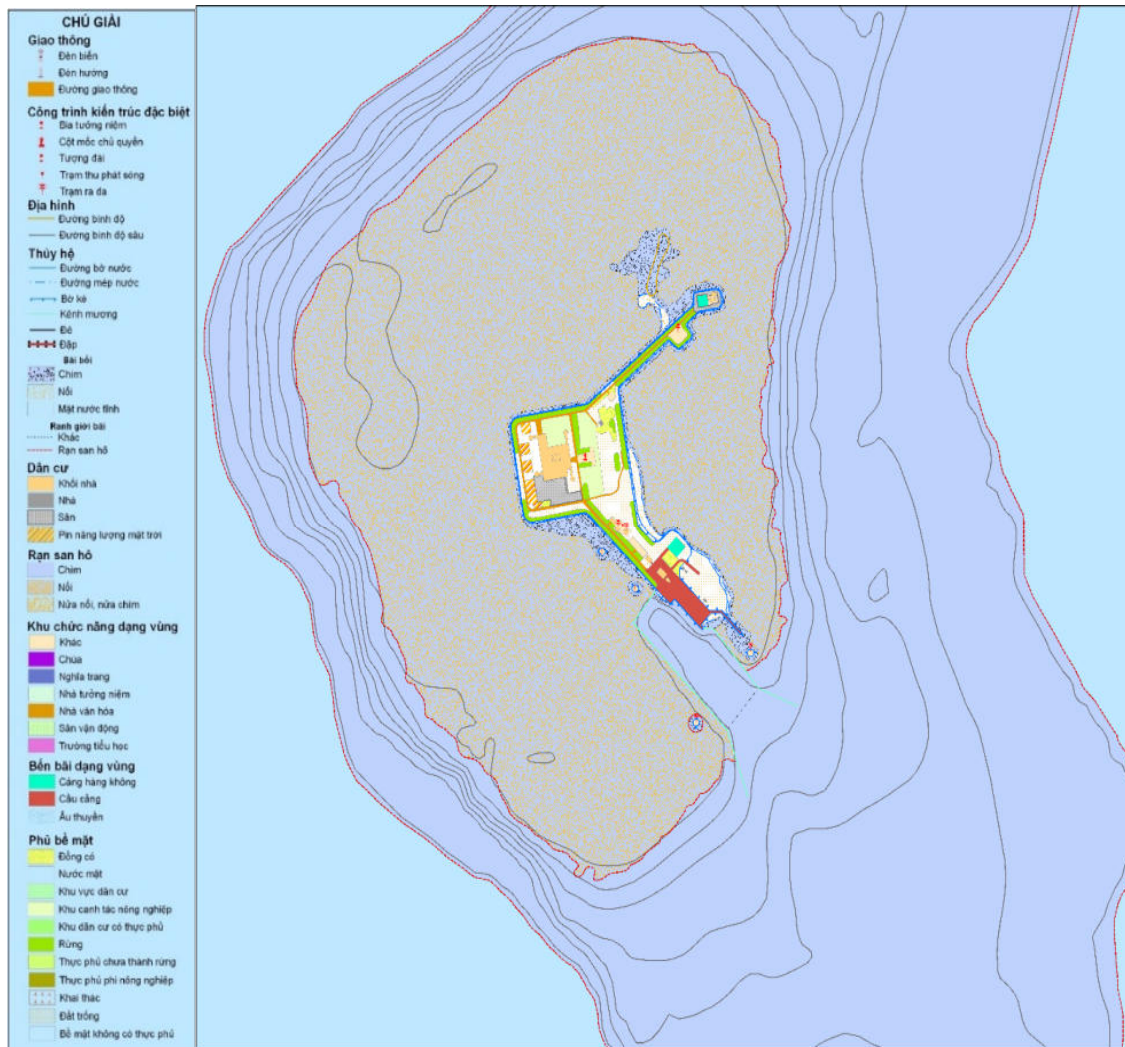 CHÚ GIẢI
Giao thông
Đèn biển
Đèn hướng
Đường giao thông
Công trình kiến trúc đặc biệt
Bia tưởng niệm
Cột mốc chủ quyền
Tượng đài
Trạm thu phát sóng
Trạm ra đa
Địa hình
Đường bình độ
Đường bình độ sâu
Thủy hệ
Đường bờ nước
Đường mép nước
Bờ kè
Kênh mương
Đê
Đập
Bãi bồi
Chìm
Nổi
Mặt nước tĩnh
Ranh giới bãi
Khác
Rạn san hô
Dân cư
Khối nhà
Nhà
Sân
Pin năng lượng mặt trời
Rạn san hô
Chìm
Nổi
Nửa nổi, nửa chìm
Khu chức năng dạng vùng
Khác
Chùa
Nghĩa trang
Nhà tưởng niệm
Nhà văn hóa
Sân vận động
Trường tiểu học
Bến bãi dạng vùng
Cảng hàng không
Cầu cảng
Âu thuyền
Phủ bề mặt
Đồng cỏ
Nước mặt
Khu vực dân cư
Khu canh tác nông nghiệp
Khu dân cư có thực phủ
Rừng
Thực phủ chưa thành rừng
Thực phủ phi nông nghiệp
Khai thác
Đất trống
Bề mặt không có thực phủ